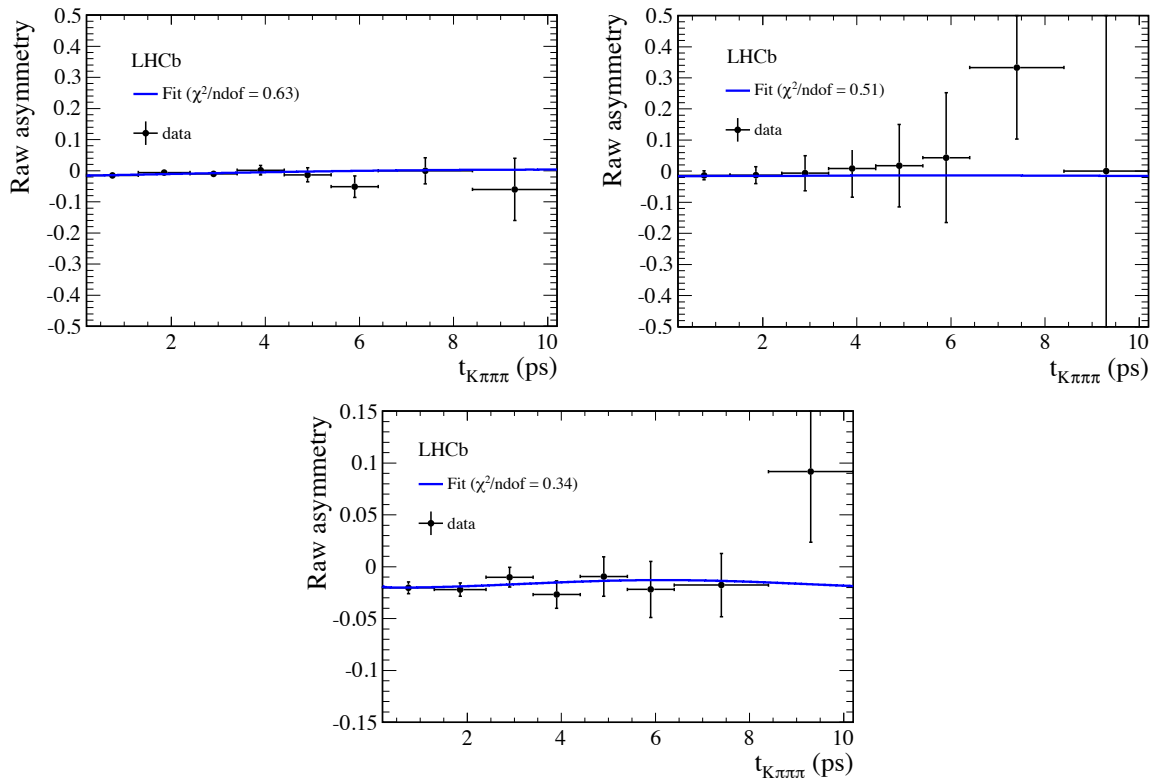 Raw asymmetry
0.5
0.4
0.3
0.2
0.1
0
-0.1
-0.2
-0.3
-0.4
-0.5
LHCb
Fit (χ²/ndof = 0.63)
data
2 4 6 8 10
t_Kπππ (ps)
Raw asymmetry
0.5
0.4
0.3
0.2
0.1
0
-0.1
-0.2
-0.3
-0.4
-0.5
LHCb
Fit (χ²/ndof = 0.51)
data
2 4 6 8 10
t_Kπππ (ps)
Raw asymmetry
0.15
0.1
0.05
0
-0.05
-0.1
-0.15
LHCb
Fit (χ²/ndof = 0.34)
data
2 4 6 8 10
t_Kπππ (ps)